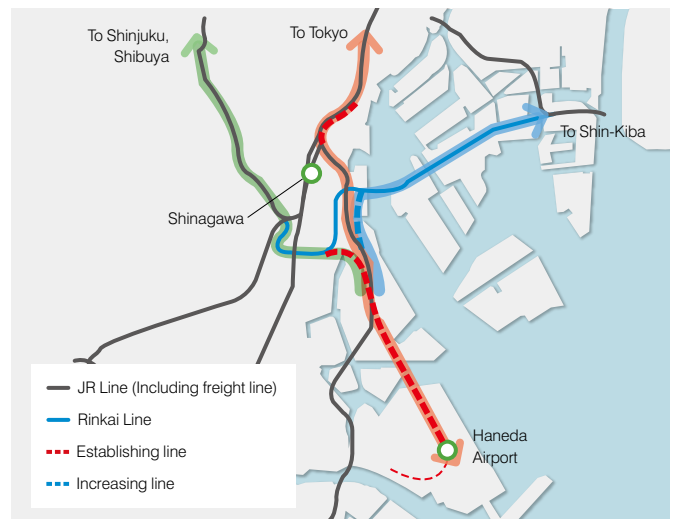 To Shinjuku,
Shibuya
To Tokyo
To Shin-Kiba
Shinagawa
JR Line (Including freight line)
Rinkai Line
Establishing line
Increasing line
Haneda
Airport